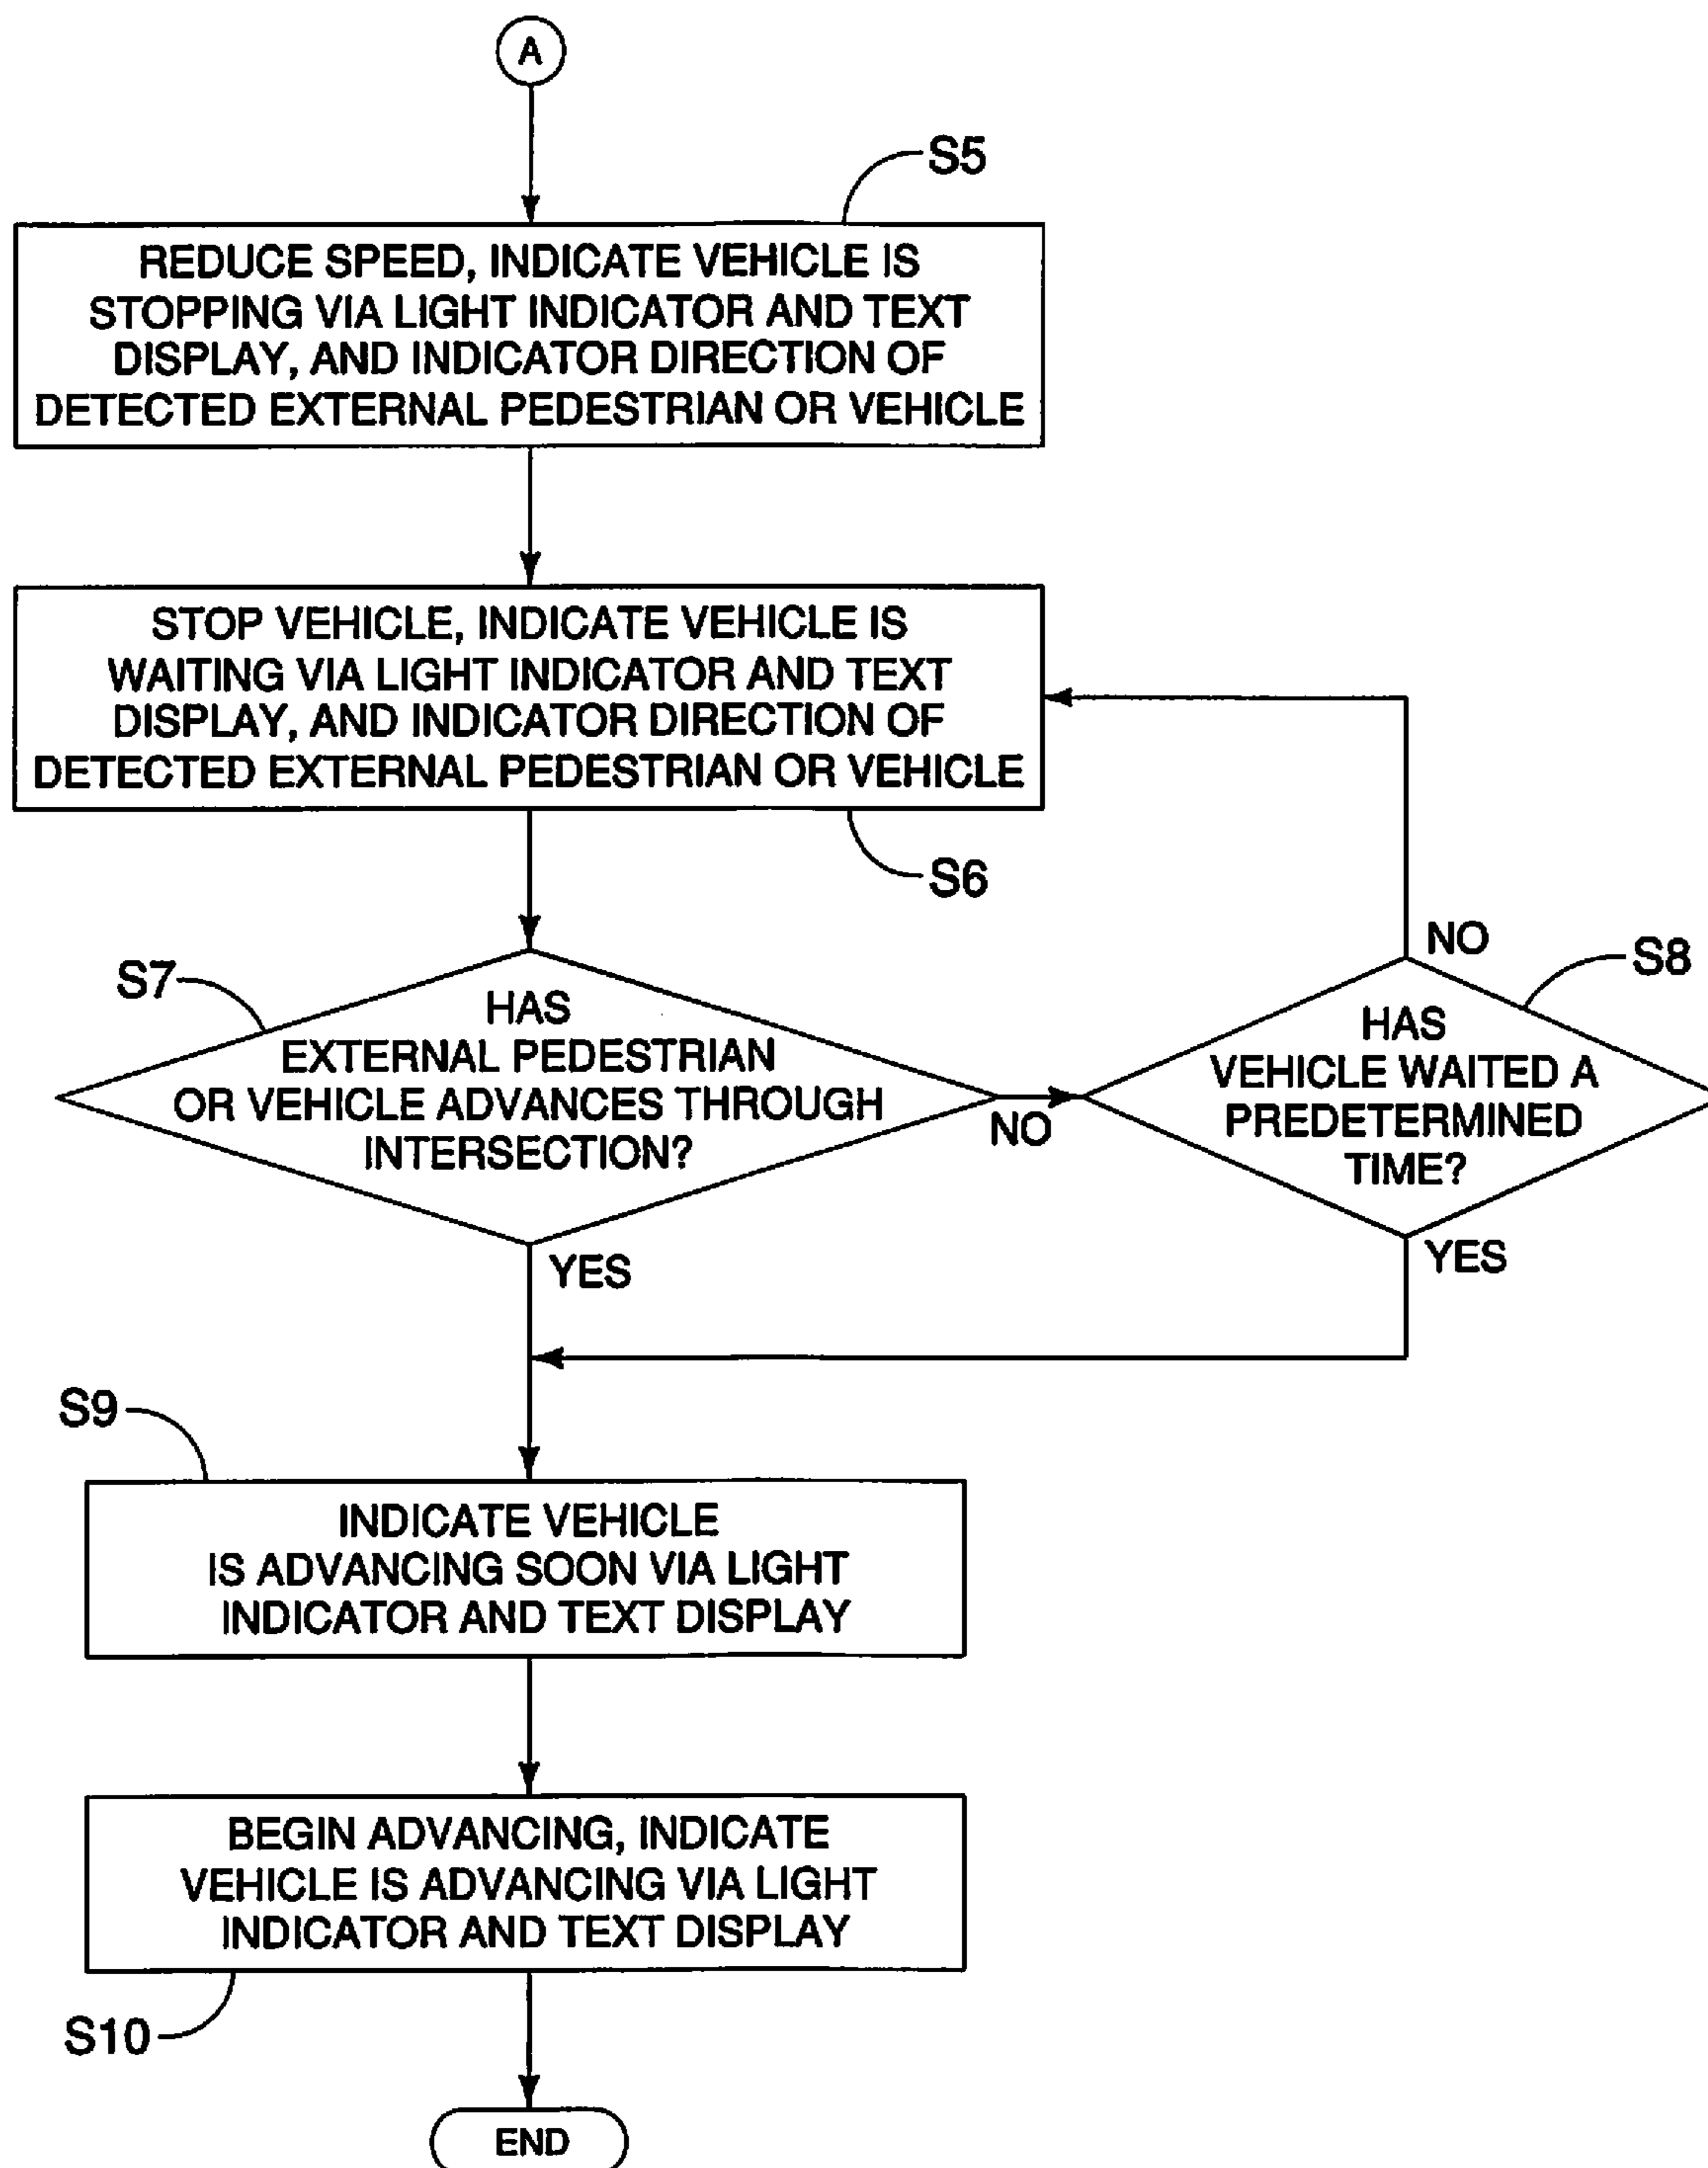 A
S5
REDUCE SPEED, INDICATE VEHICLE IS
STOPPING VIA LIGHT INDICATOR AND TEXT
DISPLAY, AND INDICATOR DIRECTION OF
DETECTED EXTERNAL PEDESTRIAN OR VEHICLE
STOP VEHICLE, INDICATE VEHICLE IS
WAITING VIA LIGHT INDICATOR AND TEXT
DISPLAY, AND INDICATOR DIRECTION OF
DETECTED EXTERNAL PEDESTRIAN OR VEHICLE
S6
S7
HAS
EXTERNAL PEDESTRIAN
OR VEHICLE ADVANCES THROUGH
INTERSECTION?
NO
YES
NO
S8
HAS
VEHICLE WAITED A
PREDETERMINED
TIME?
YES
S9
INDICATE VEHICLE
IS ADVANCING SOON VIA LIGHT
INDICATOR AND TEXT DISPLAY
BEGIN ADVANCING, INDICATE
VEHICLE IS ADVANCING VIA LIGHT
INDICATOR AND TEXT DISPLAY
S10
END